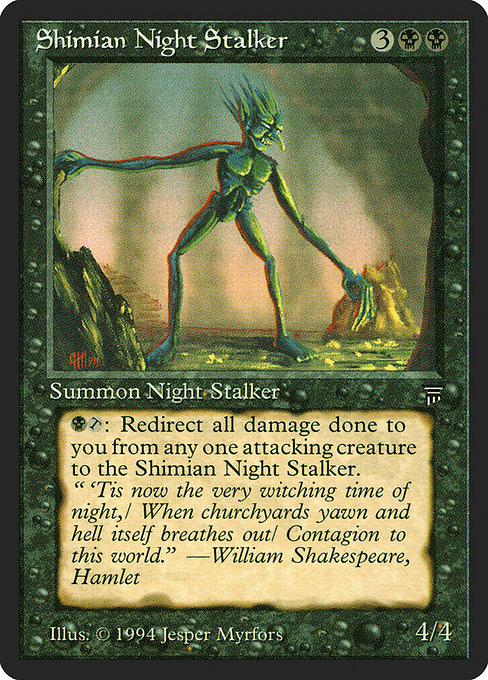 Shimian Night Stalker 3
Summon Night Stalker
: Redirect all damage done to
you from any one attacking creature
to the Shimian Night Stalker.
“ ‘Tis now the very witching time of
night,/ When churchyards yawn and
hell itself breathes out/ Contagion to
this world.” —William Shakespeare,
Hamlet
Illus. © 1994 Jesper Myrfors 4/4